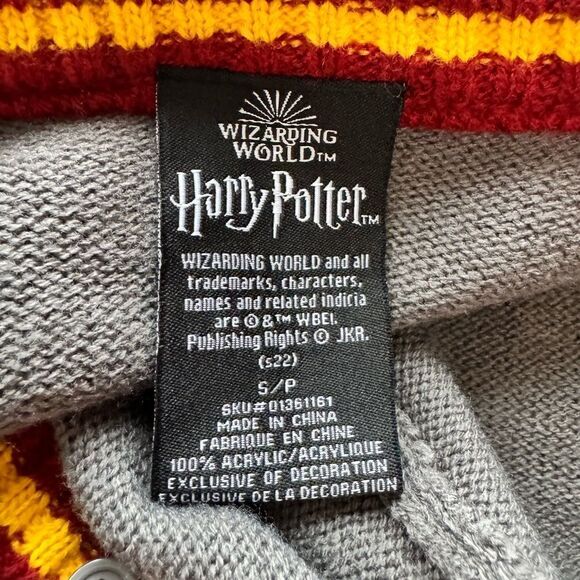 WIZARDING
WORLD™
Harry Potter™
WIZARDING WORLD and all
trademarks, characters,
names and related indicia
are © & ™ WBEI.
Publishing Rights © JKR.
(s22)
S/P
SKU#01361161
MADE IN CHINA
FABRIQUE EN CHINE
100% ACRYLIC/ACRYLIQUE
EXCLUSIVE OF DECORATION
EXCLUSIVE DE LA DECORATION